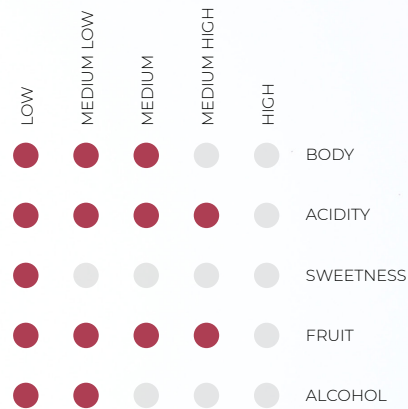 LOW
MEDIUM LOW
MEDIUM
MEDIUM HIGH
HIGH
BODY
ACIDITY
SWEETNESS
FRUIT
ALCOHOL